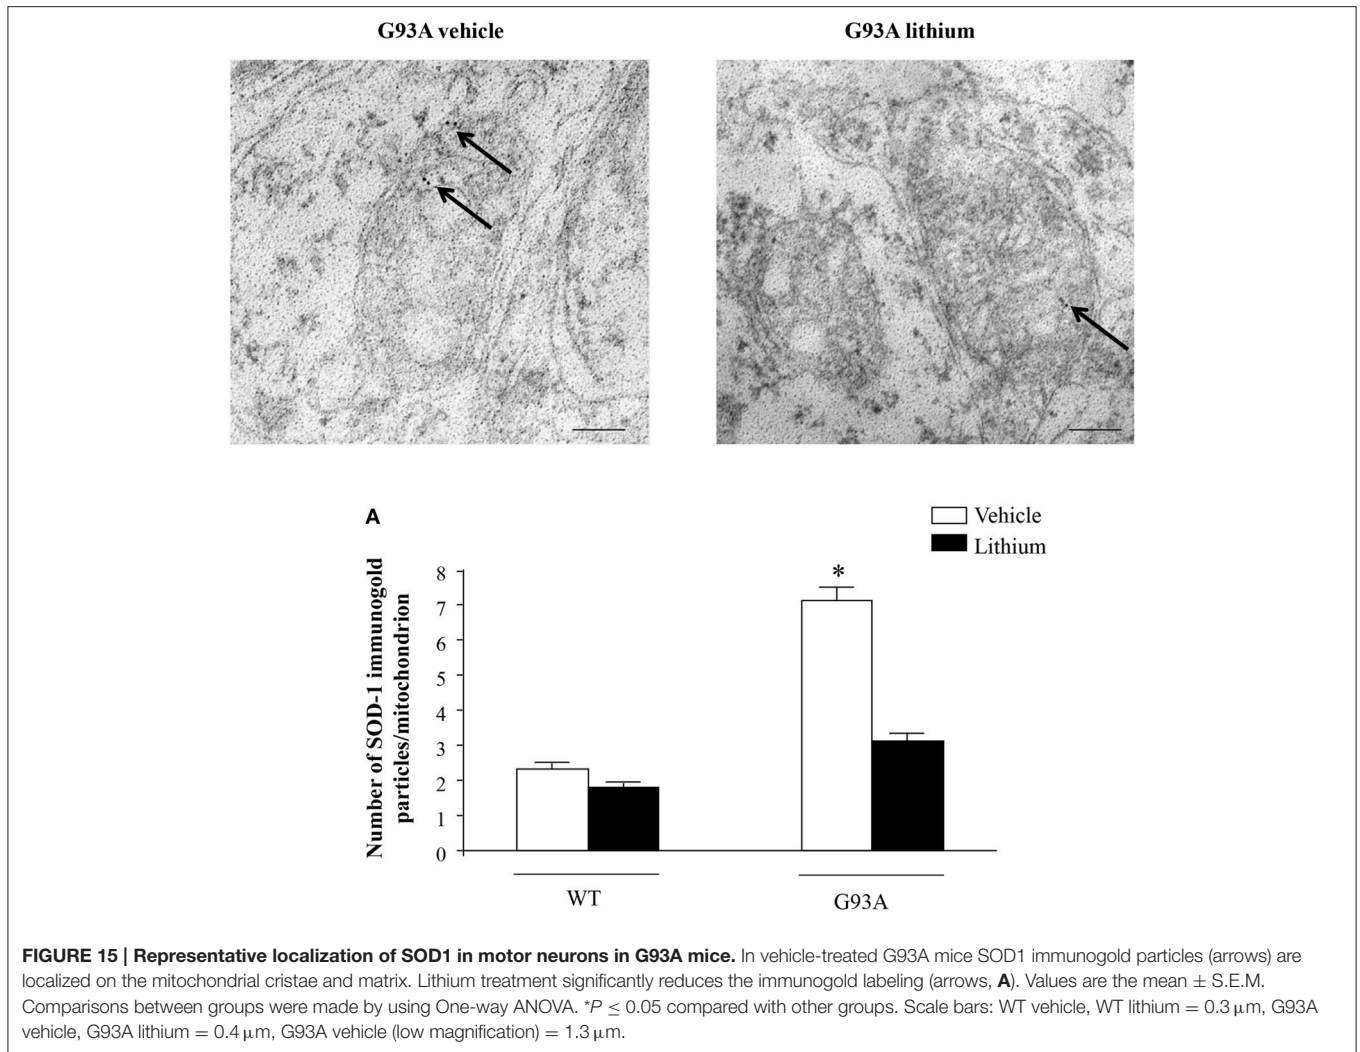 G93A vehicle
G93A lithium
A
Vehicle
Lithium
Number of SOD-1 immunogold
particles/mitochondrion
8
7
6
5
4
3
2
1
0
*
WT
G93A
FIGURE 15 | Representative localization of SOD1 in motor neurons in G93A mice. In vehicle-treated G93A mice SOD1 immunogold particles (arrows) are
localized on the mitochondrial cristae and matrix. Lithium treatment significantly reduces the immunogold labeling (arrows, A). Values are the mean ± S.E.M.
Comparisons between groups were made by using One-way ANOVA. *P ≤ 0.05 compared with other groups. Scale bars: WT vehicle, WT lithium = 0.3 μm, G93A
vehicle, G93A lithium = 0.4 μm, G93A vehicle (low magnification) = 1.3 μm.